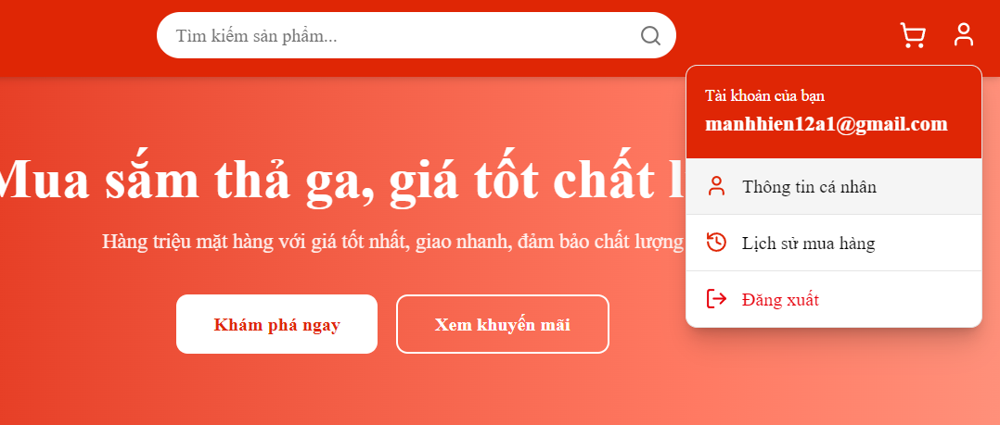 Tìm kiếm sản phẩm...
Tài khoản của bạn
manhhien12a1@gmail.com
Thông tin cá nhân
Lịch sử mua hàng
Đăng xuất
Mua sắm thả ga, giá tốt chất
Hàng triệu mặt hàng với giá tốt nhất, giao nhanh, đảm bảo chất lượng
Khám phá ngay
Xem khuyến mãi